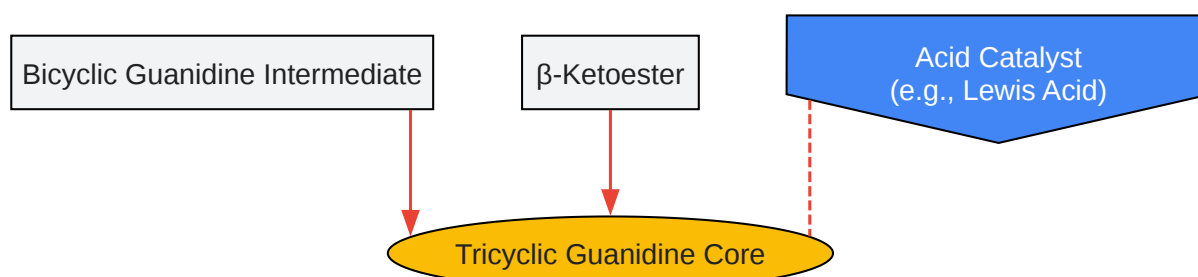 Bicyclic Guanidine Intermediate
β-Ketoester
Acid Catalyst
(e.g., Lewis Acid)
Tricyclic Guanidine Core